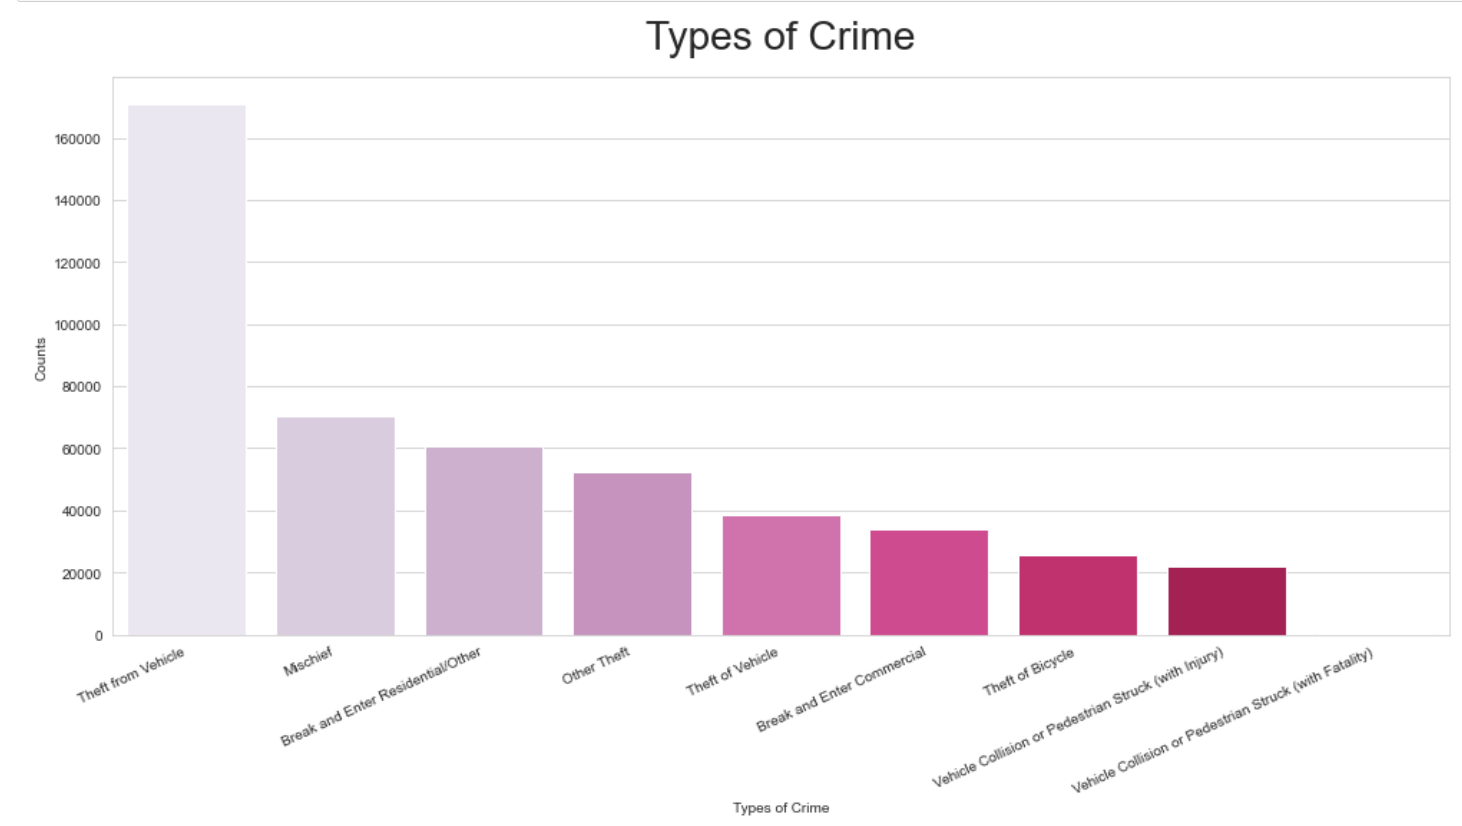 Types of Crime
160000
140000
120000
100000
80000
60000
40000
20000
0
Counts
Theft from Vehicle
Mischief
Break and Enter Residential/Other
Other Theft
Theft of Vehicle
Break and Enter Commercial
Theft of Bicycle
Vehicle Collision or Pedestrian Struck (with Injury)
Vehicle Collision or Pedestrian Struck (with Fatality)
Types of Crime